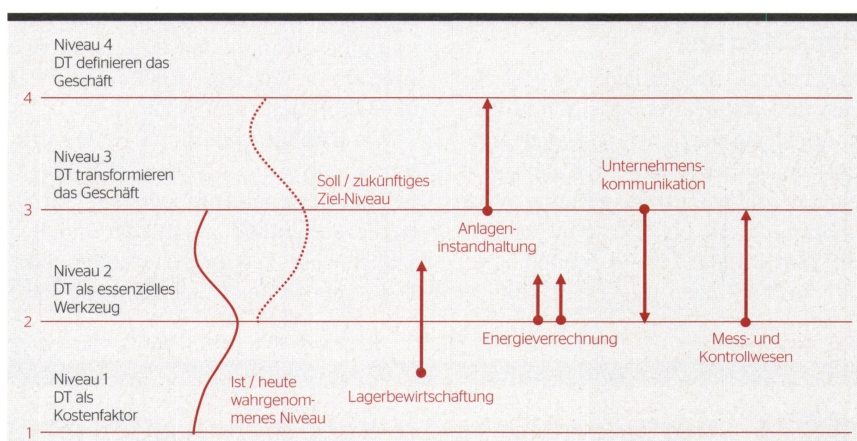 Niveau 4
DT definieren das
Geschäft
4
Niveau 3
DT transformieren
das Geschäft
Soll / zukünftiges
Ziel-Niveau
Unternehmens-
kommunikation
3
Anlagen-
instandhaltung
Niveau 2
DT als essenzielles
Werkzeug
2
Energieverrechnung
Mess- und
Kontrollwesen
Niveau 1
DT als
Kostenfaktor
Ist / heute
wahrgenom-
menes Niveau
Lagerbewirtschaftung
1